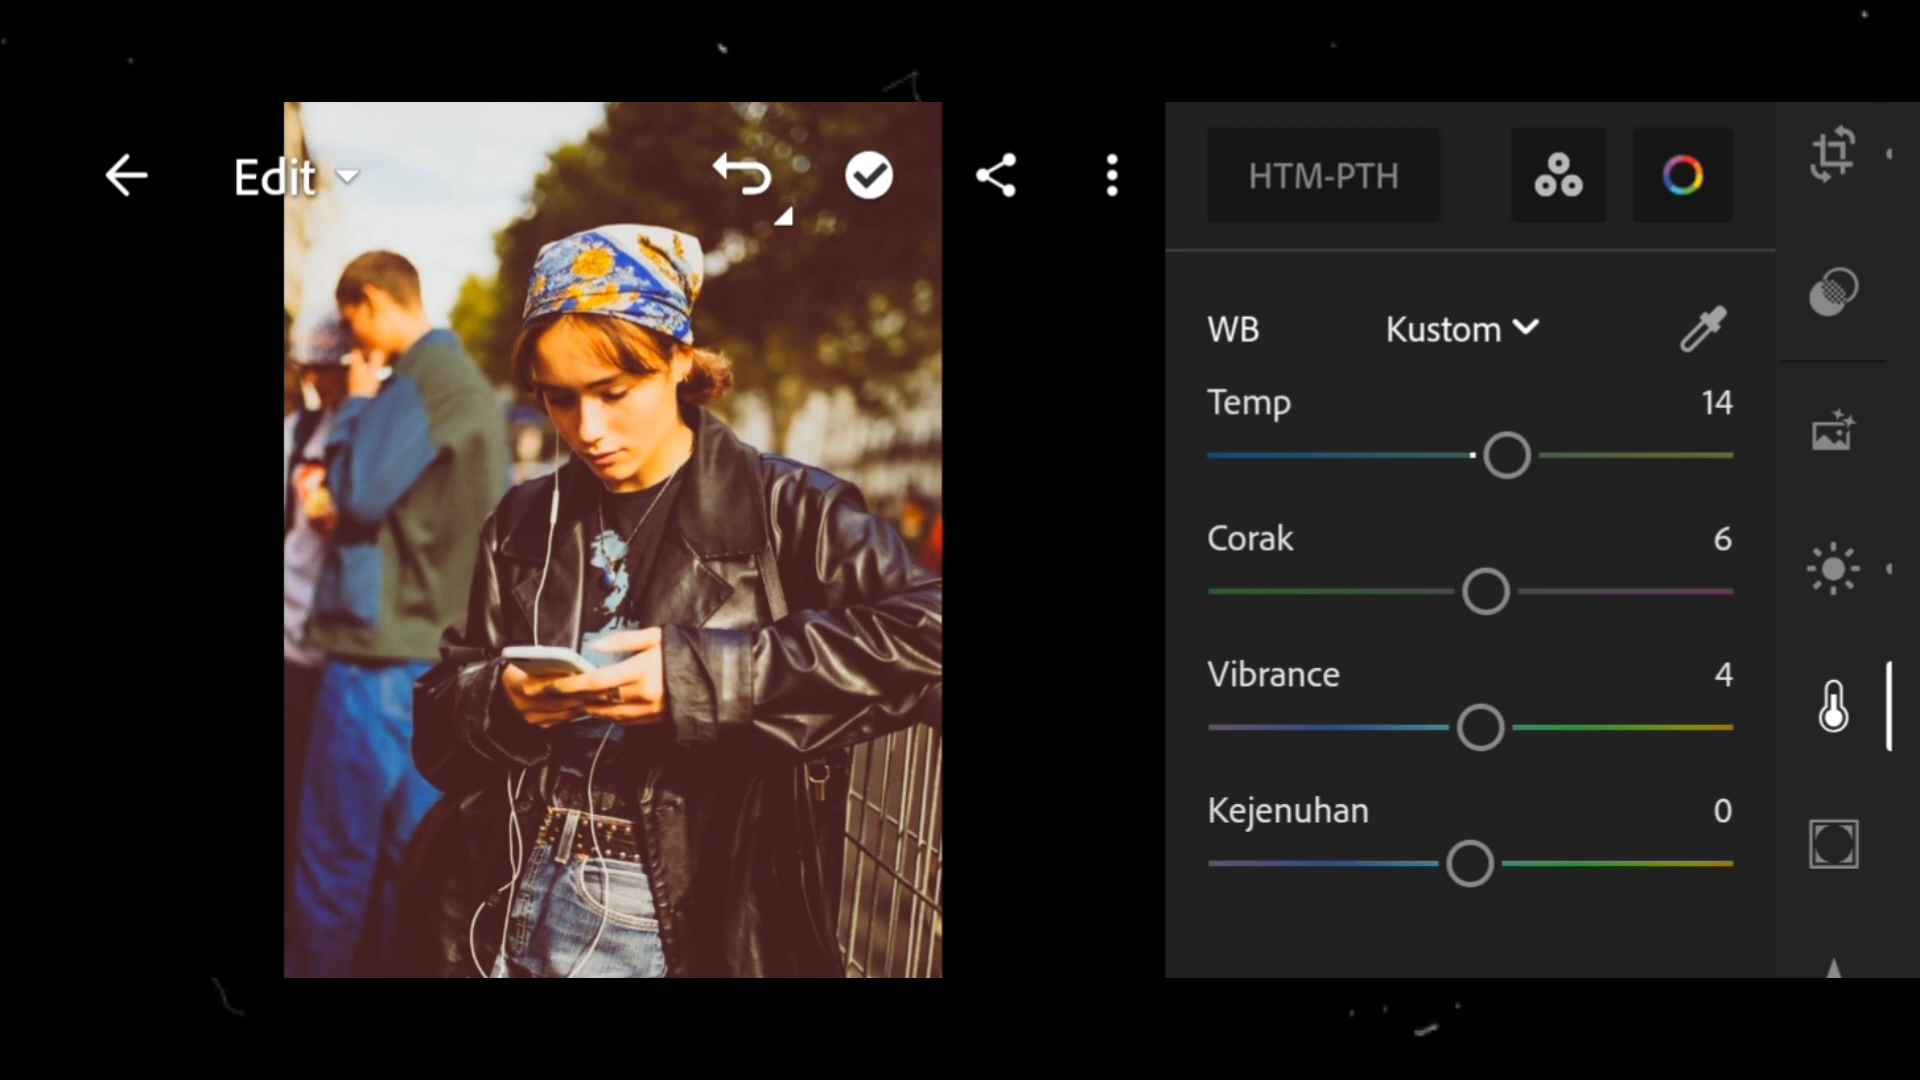 Edit
HTM-PTH
WB Kustom
Temp 14
Corak 6
Vibrance 4
Kejenuhan 0